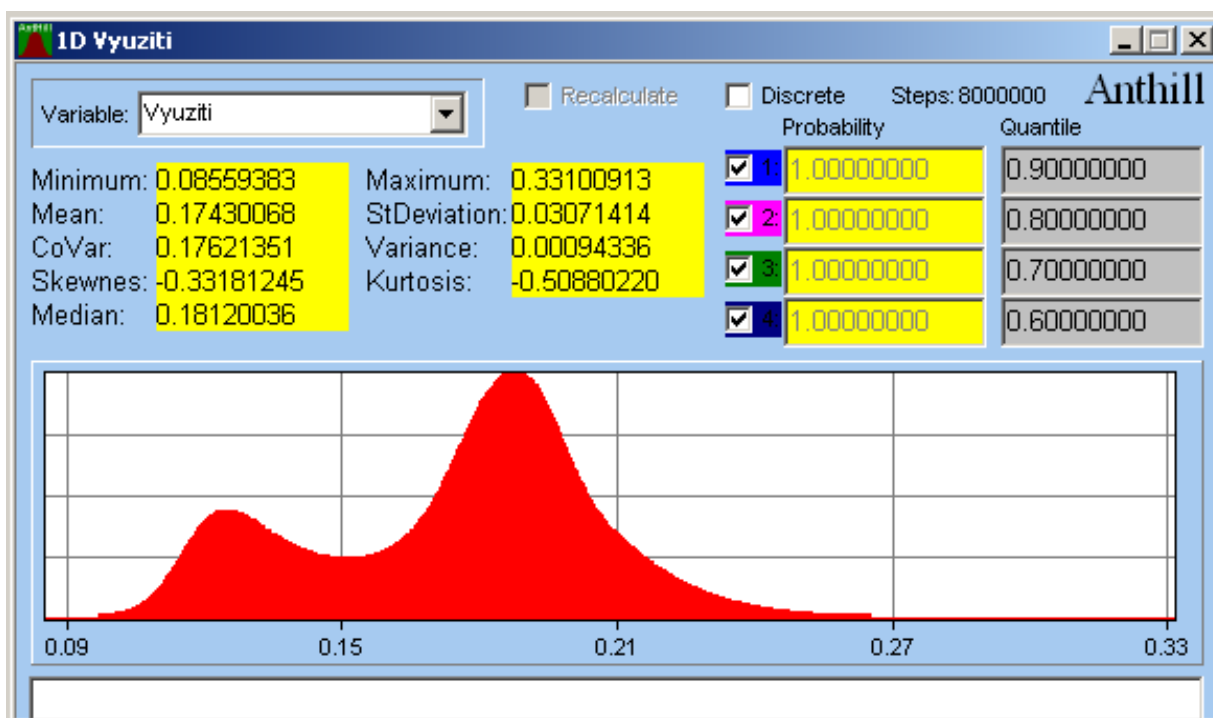 AntHill
1D Vyuziti
Variable: Vyuziti
Recalculate
Discrete Steps: 8000000 Anthill
Probability Quantile
1: 1.00000000 0.90000000
2: 1.00000000 0.80000000
3: 1.00000000 0.70000000
4: 1.00000000 0.60000000
Minimum: 0.08559383 Maximum: 0.33100913
Mean: 0.17430068 StDeviation: 0.03071414
CoVar: 0.17621351 Variance: 0.00094336
Skewnes: -0.33181245 Kurtosis: -0.50880220
Median: 0.18120036
0.09 0.15 0.21 0.27 0.33